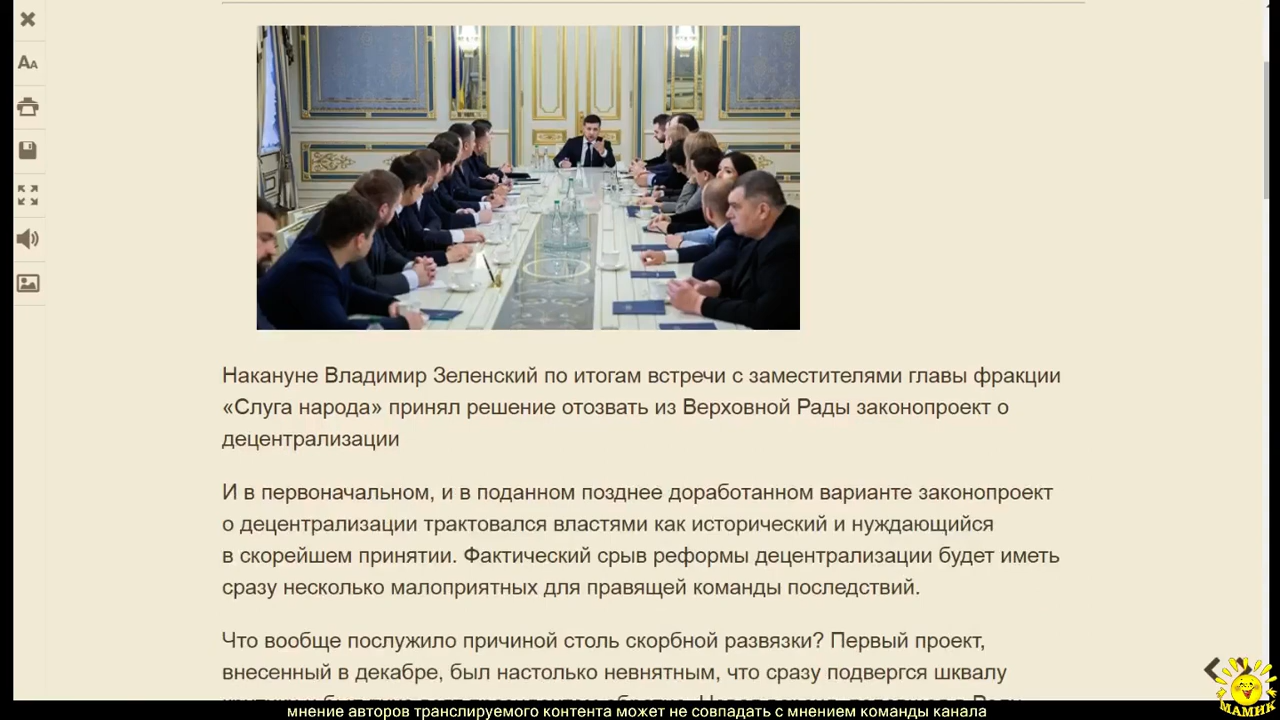 Накануне Владимир Зеленский по итогам встречи с заместителями главы фракции
«Слуга народа» принял решение отозвать из Верховной Рады законопроект о
децентрализации
И в первоначальном, и в поданном позднее доработанном варианте законопроект
о децентрализации трактовался властями как исторический и нуждающийся
в скорейшем принятии. Фактический срыв реформы децентрализации будет иметь
сразу несколько малоприятных для правящей команды последствий.
Что вообще послужило причиной столь скорбной развязки? Первый проект,
внесенный в декабре, был настолько невнятным, что сразу подвергся шквалу
мнение авторов транслируемого контента может не совпадать с мнением команды канала
МАМИК